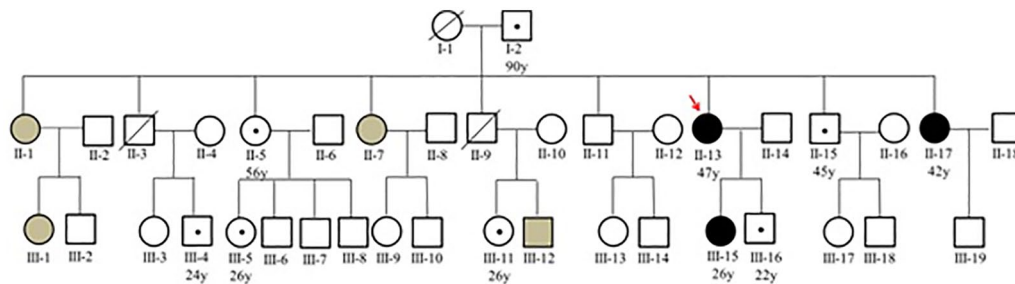 I-1 I-2
90y
II-1 II-2 II-3 II-4 II-5 II-6 II-7 II-8 II-9 II-10 II-11 II-12 II-13 II-14 II-15 II-16 II-17 II-18
56y 47y 45y 42y
III-1 III-2 III-3 III-4 III-5 III-6 III-7 III-8 III-9 III-10 III-11 III-12 III-13 III-14 III-15 III-16 III-17 III-18 III-19
24y 26y 26y 26y 22y